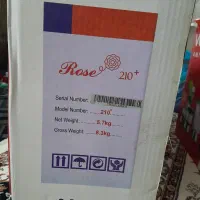 Rose 210+
Serial Number :
Model Number : 210+
Net Weight : 5.7kg
Gross Weight : 6.2kg